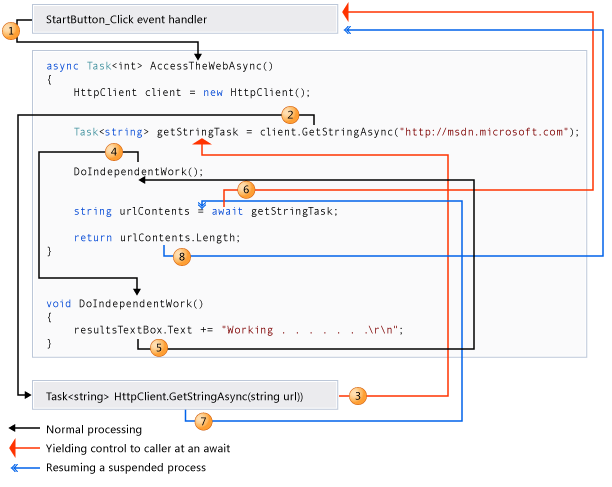 StartButton_Click event handler
1
async Task<int> AccessTheWebAsync()
{
HttpClient client = new HttpClient();
2
Task<string> getStringTask = client.GetStringAsync("http://msdn.microsoft.com");
4
DoIndependentWork();
6
string urlContents = await getStringTask;
return urlContents.Length;
}
8
void DoIndependentWork()
{
resultsTextBox.Text += "Working . . . . . . .\r\n";
}
5
Task<string> HttpClient.GetStringAsync(string url))
3
7
Normal processing
Yielding control to caller at an await
Resuming a suspended process